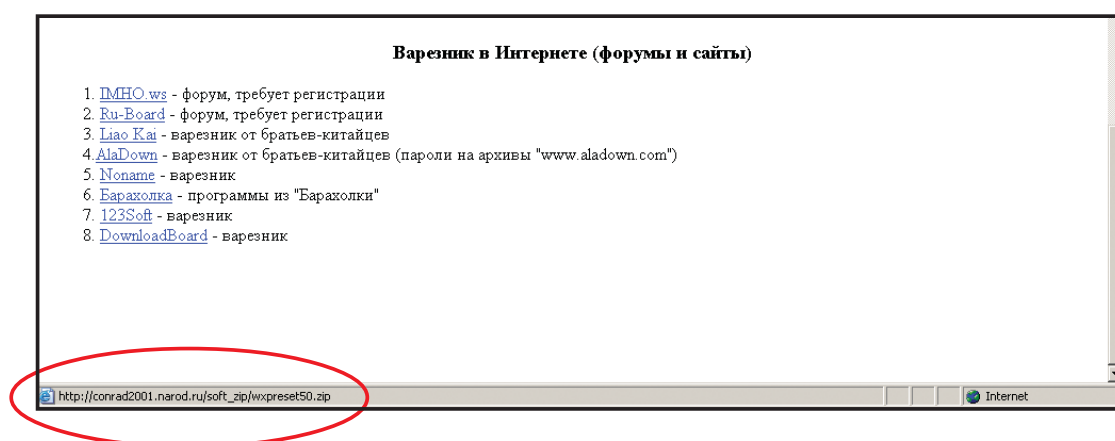 Варезник в Интернете (форумы и сайты)
1. IMHO.ws - форум, требует регистрации
2. Ru-Board - форум, требует регистрации
3. Liao Kai - варезник от братьев-китайцев
4.AlaDown - варезник от братьев-китайцев (пароли на архивы "www.aladown.com")
5. Noname - варезник
6. Барахолка - программы из "Барахолки"
7. 123Soft - варезник
8. DownloadBoard - варезник
http://conrad2001.narod.ru/soft_zip/wxpreset50.zip
Internet